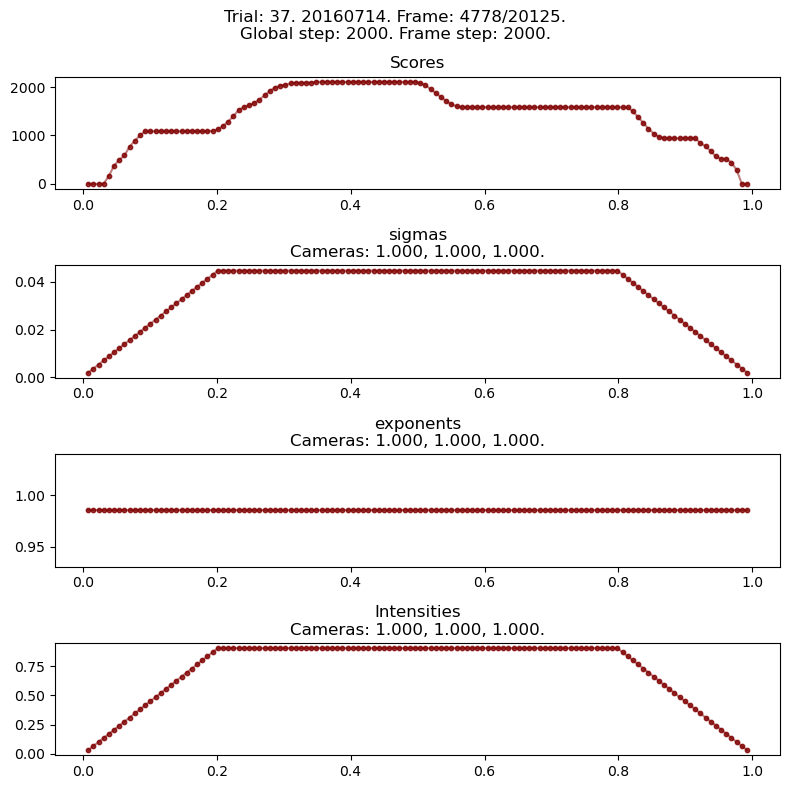 Trial: 37. 20160714. Frame: 4778/20125.
Global step: 2000. Frame step: 2000.
Scores
2000
1000
0
0.0 0.2 0.4 0.6 0.8 1.0
sigmas
Cameras: 1.000, 1.000, 1.000.
0.04
0.02
0.00
0.0 0.2 0.4 0.6 0.8 1.0
exponents
Cameras: 1.000, 1.000, 1.000.
1.00
0.95
0.0 0.2 0.4 0.6 0.8 1.0
Intensities
Cameras: 1.000, 1.000, 1.000.
0.75
0.50
0.25
0.00
0.0 0.2 0.4 0.6 0.8 1.0